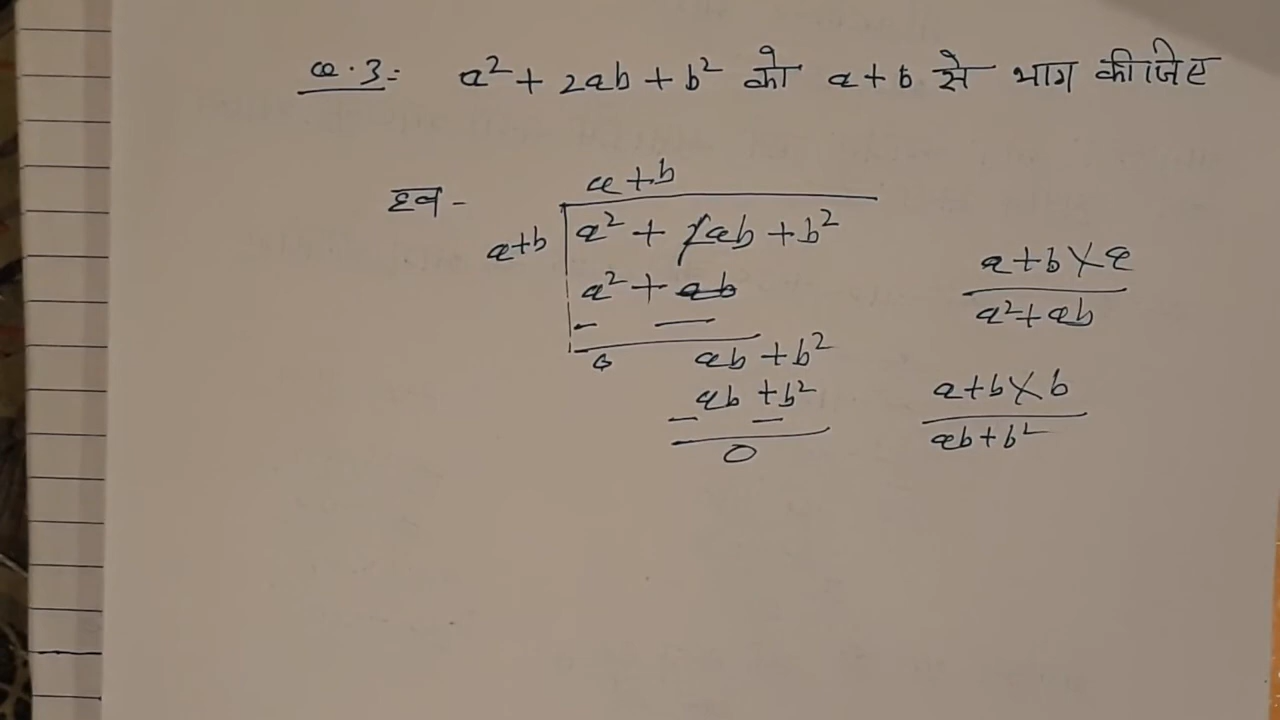 Q.3: a² + 2ab + b² को a + b से भाग कीजिए
हल -
a + b
a+b a² + 2ab + b²
a² + ab
- -
0 ab + b²
ab + b²
- -
0
a + b × a
a² + ab
a + b × b
ab + b²